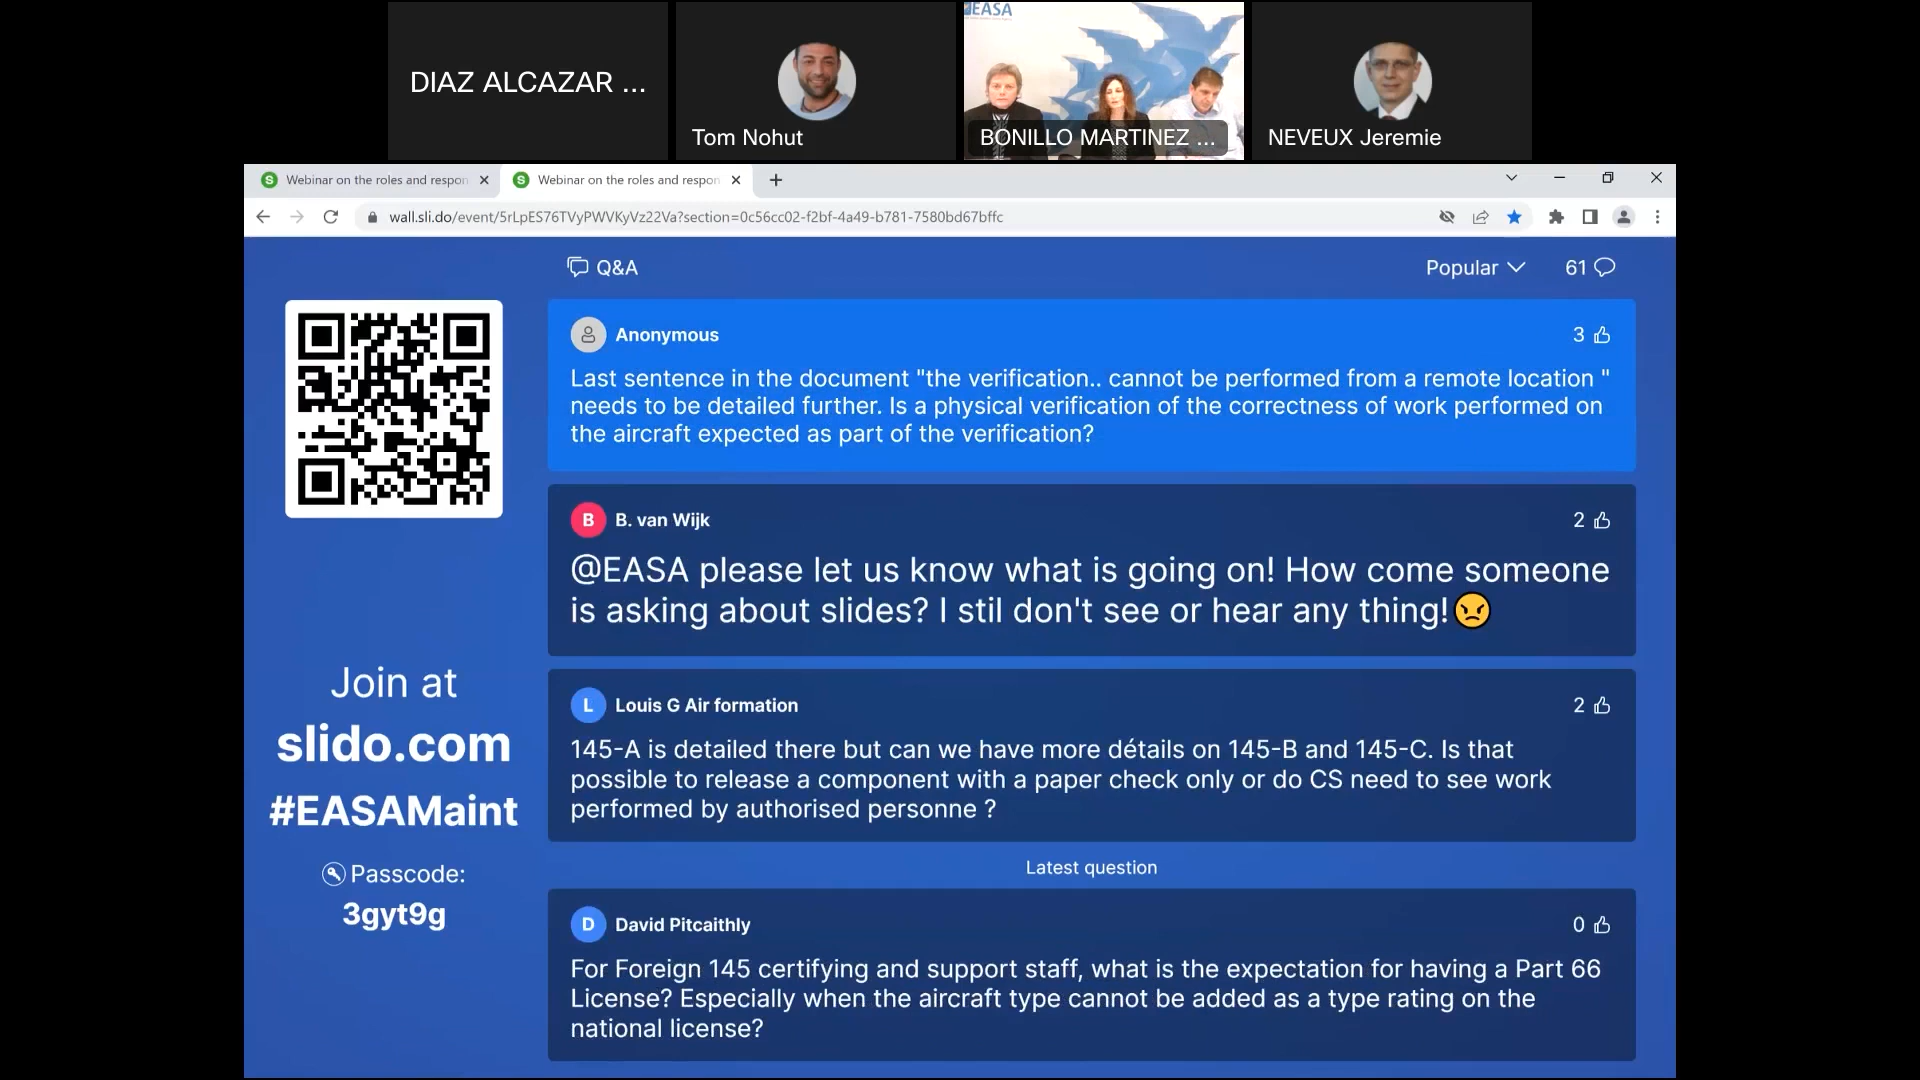 DIAZ ALCAZAR ...
Tom Nohut
EASA
BONILLO MARTINEZ ...
NEVEUX Jeremie
Webinar on the roles and respon
Webinar on the roles and respon
wall.sli.do/event/5rLpES76TVyPWVKyVz22Va?section=0c56cc02-f2bf-4a49-b781-7580bd67bffc
Q&A
Popular
61
Anonymous
3
Last sentence in the document "the verification.. cannot be performed from a remote location "
needs to be detailed further. Is a physical verification of the correctness of work performed on
the aircraft expected as part of the verification?
B
B. van Wijk
2
@EASA please let us know what is going on! How come someone
is asking about slides? I stil don't see or hear any thing!😠
L
Louis G Air formation
2
145-A is detailed there but can we have more détails on 145-B and 145-C. Is that
possible to release a component with a paper check only or do CS need to see work
performed by authorised personne ?
Latest question
D
David Pitcaithly
0
For Foreign 145 certifying and support staff, what is the expectation for having a Part 66
License? Especially when the aircraft type cannot be added as a type rating on the
national license?
Join at
slido.com
#EASAMaint
Passcode:
3gyt9g